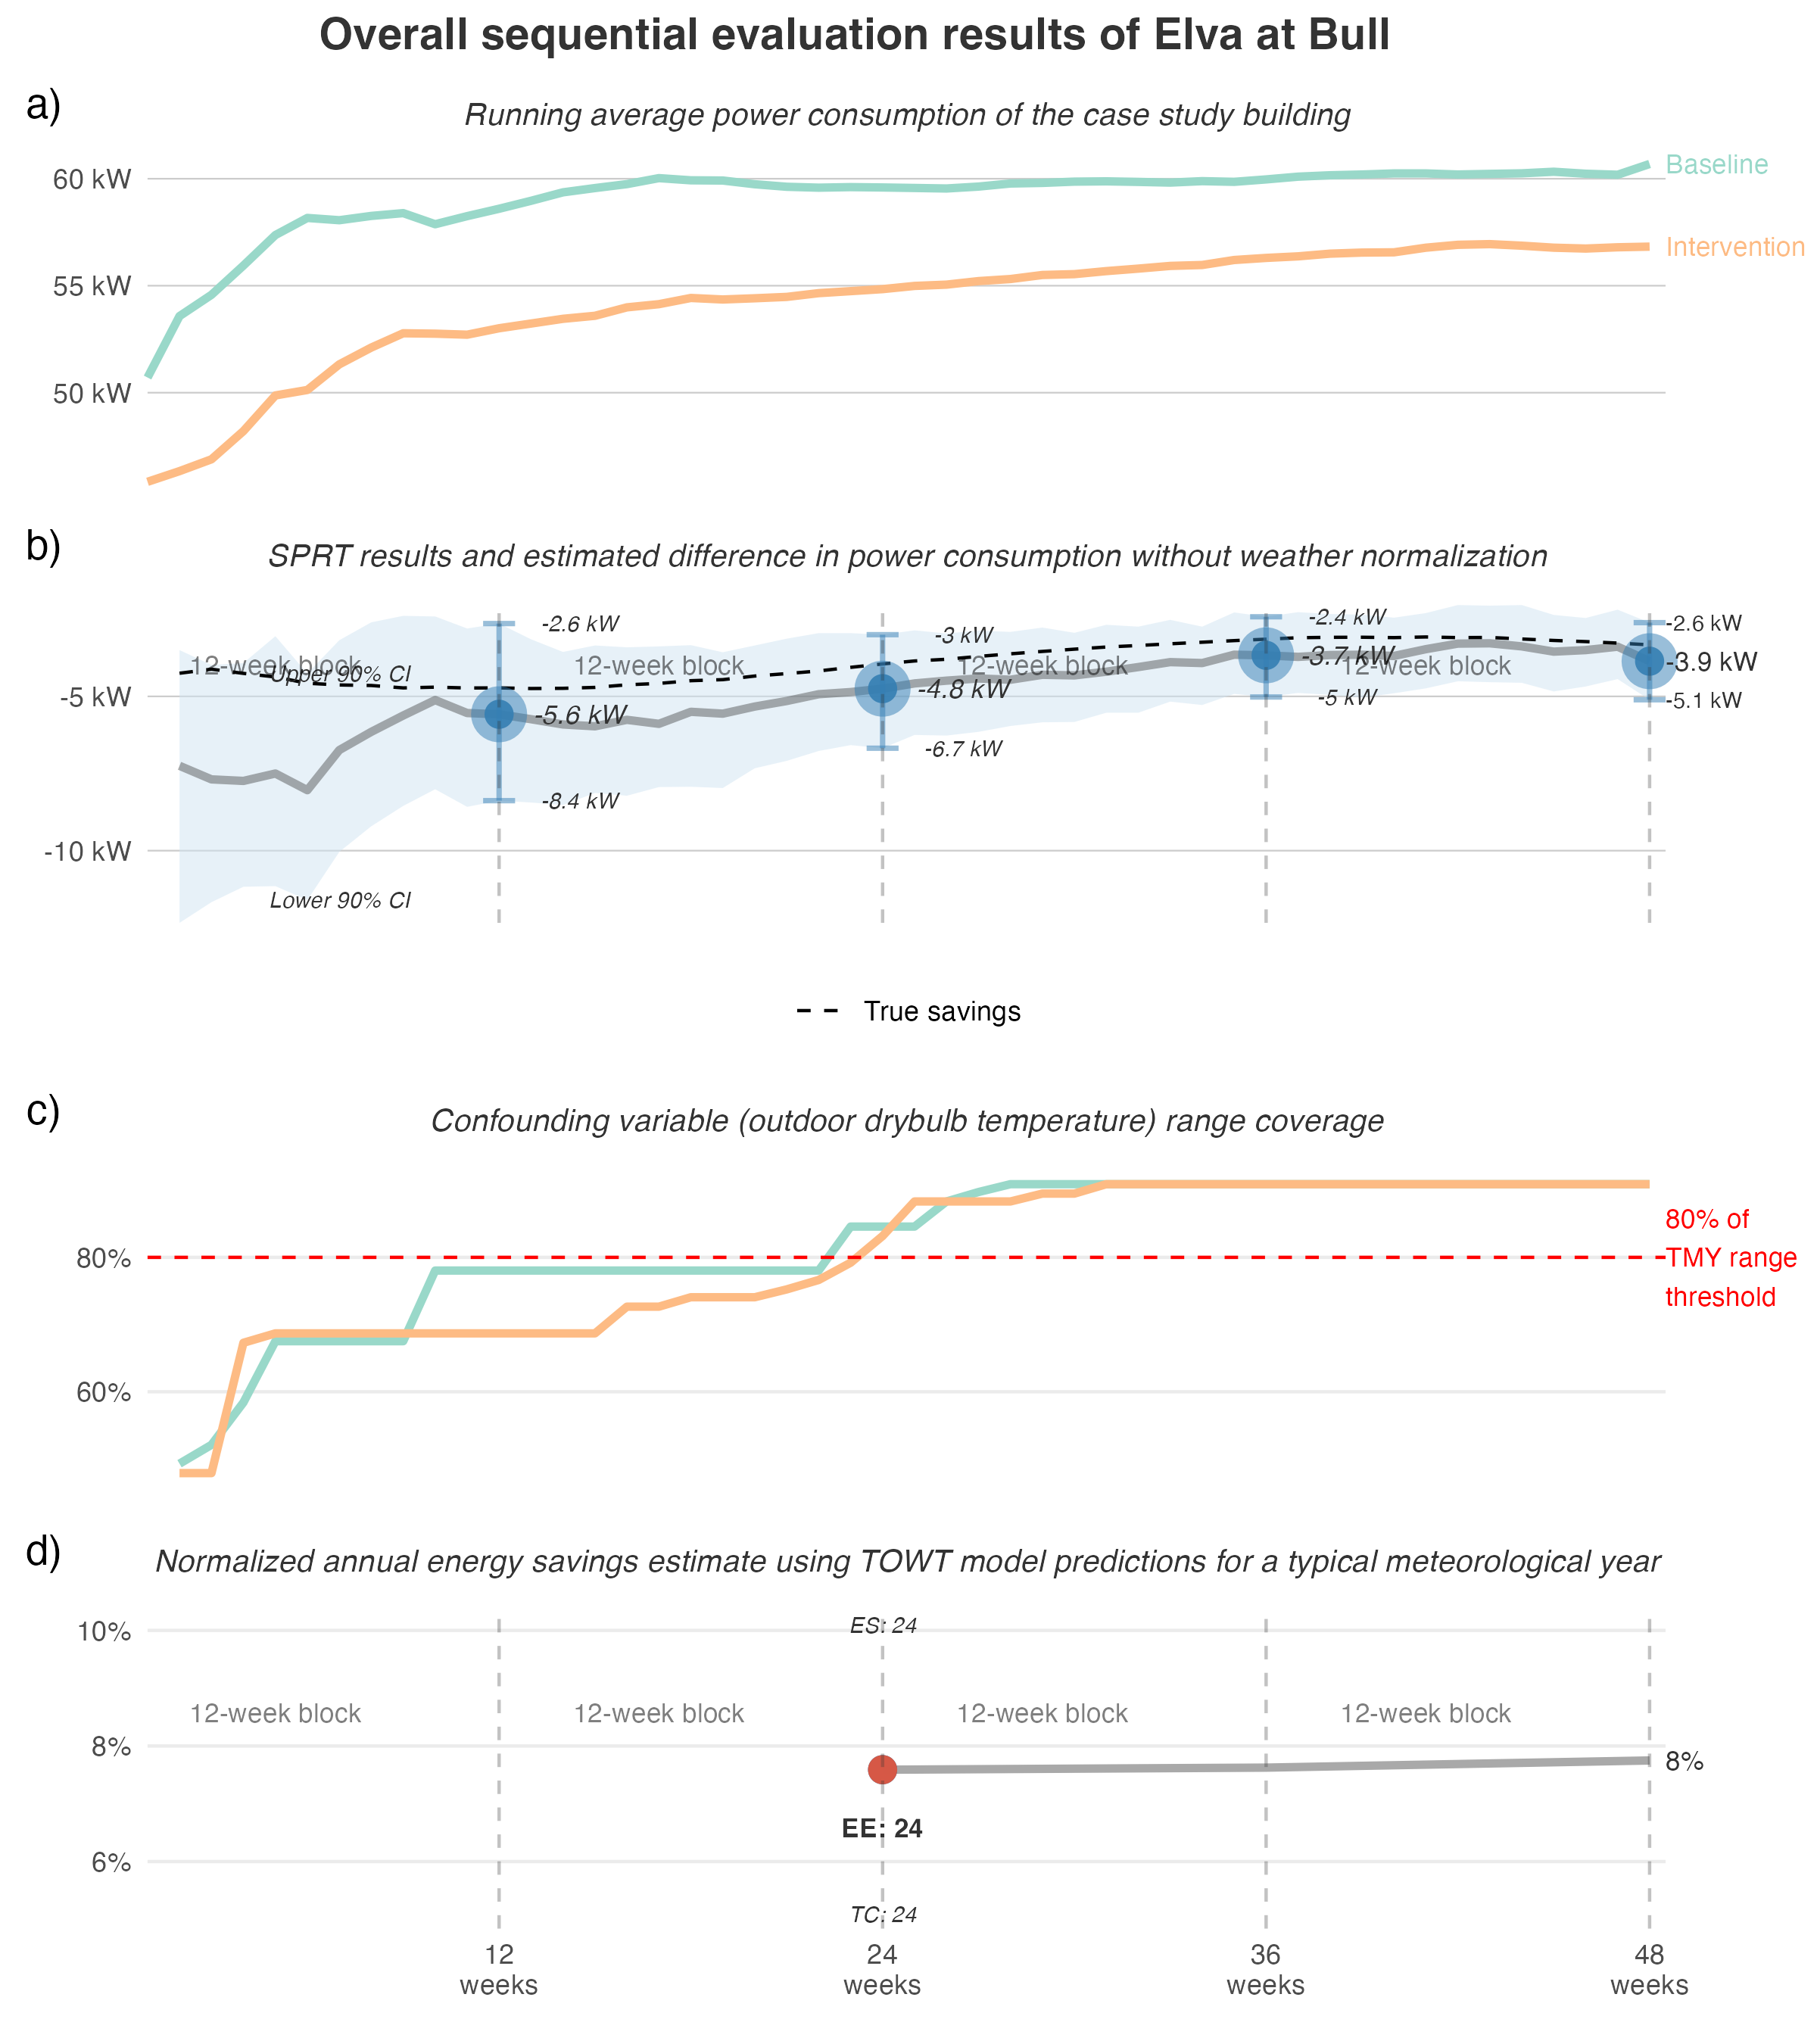 Overall sequential evaluation results of Elva at Bull
a)
Running average power consumption of the case study building
60 kW
55 kW
50 kW
Baseline
Intervention
b)
SPRT results and estimated difference in power consumption without weather normalization
-5 kW
-10 kW
12-week block
12-week block
12-week block
12-week block
Upper 90% CI
Lower 90% CI
-2.6 kW
-5.6 kW
-8.4 kW
-3 kW
-4.8 kW
-6.7 kW
-2.4 kW
-3.7 kW
-5 kW
-2.6 kW
-3.9 kW
-5.1 kW
True savings
c)
Confounding variable (outdoor drybulb temperature) range coverage
80%
60%
80% of
TMY range
threshold
d)
Normalized annual energy savings estimate using TOWT model predictions for a typical meteorological year
10%
8%
6%
ES: 24
12-week block
12-week block
12-week block
12-week block
8%
EE: 24
TC: 24
12
weeks
24
weeks
36
weeks
48
weeks